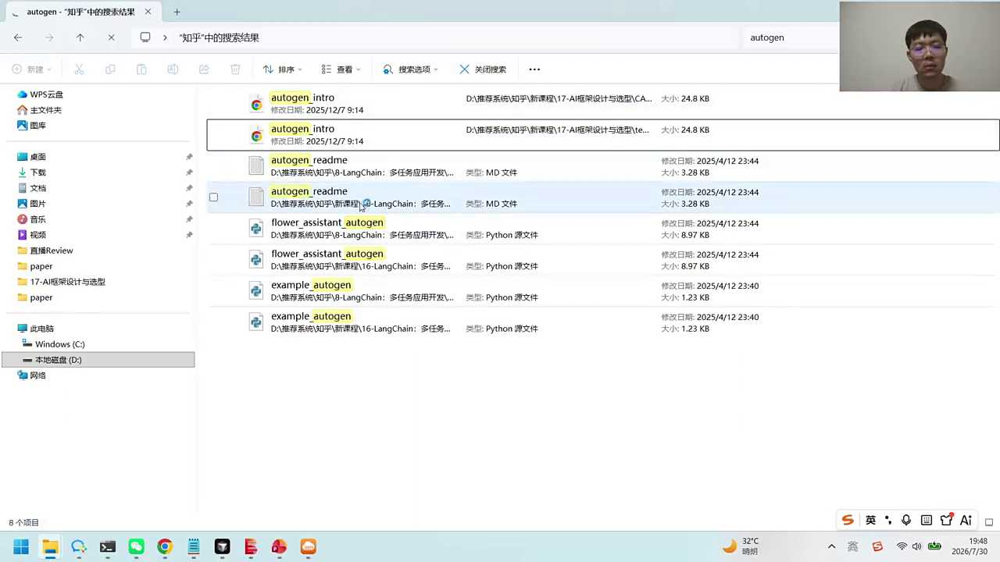 autogen - “知乎”中的搜索结果
“知乎”中的搜索结果
autogen
新建
排序
查看
搜索选项
关闭搜索
WPS云盘
主文件夹
图库
桌面
下载
文档
图片
音乐
视频
直播Review
paper
17-AI框架设计与选型
paper
此电脑
Windows (C:)
本地磁盘 (D:)
网络
autogen_intro
修改日期: 2025/12/7 9:14
D:\推荐系统\知乎\新课程\17-AI框架设计与选型\CA...
大小: 24.8 KB
autogen_intro
修改日期: 2025/12/7 9:14
D:\推荐系统\知乎\新课程\17-AI框架设计与选型\te...
大小: 24.8 KB
autogen_readme
D:\推荐系统\知乎\8-LangChain：多任务应用开发\...
类型: MD 文件
修改日期: 2025/4/12 23:44
大小: 3.28 KB
autogen_readme
D:\推荐系统\知乎\新课程\-LangChain：多任务...
类型: MD 文件
修改日期: 2025/4/12 23:44
大小: 3.28 KB
flower_assistant_autogen
D:\推荐系统\知乎\8-LangChain：多任务应用开发\...
类型: Python 源文件
修改日期: 2025/4/12 23:44
大小: 8.97 KB
flower_assistant_autogen
D:\推荐系统\知乎\新课程\16-LangChain：多任务...
类型: Python 源文件
修改日期: 2025/4/12 23:44
大小: 8.97 KB
example_autogen
D:\推荐系统\知乎\8-LangChain：多任务应用开发\...
类型: Python 源文件
修改日期: 2025/4/12 23:40
大小: 1.23 KB
example_autogen
D:\推荐系统\知乎\新课程\16-LangChain：多任务...
类型: Python 源文件
修改日期: 2025/4/12 23:40
大小: 1.23 KB
8 个项目
英
Ai
32°C
晴朗
英
19:48
2026/7/30